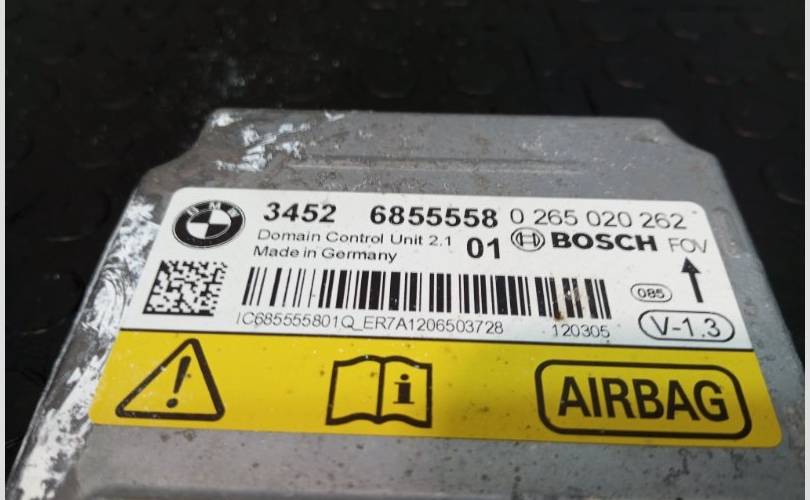 BMW
3452 6855558 0 265 020 262
Domain Control Unit 2.1 01 BOSCH FOV
Made in Germany
085
IC685555801Q_ER7A1206503728 120305 V-1.3
i AIRBAG